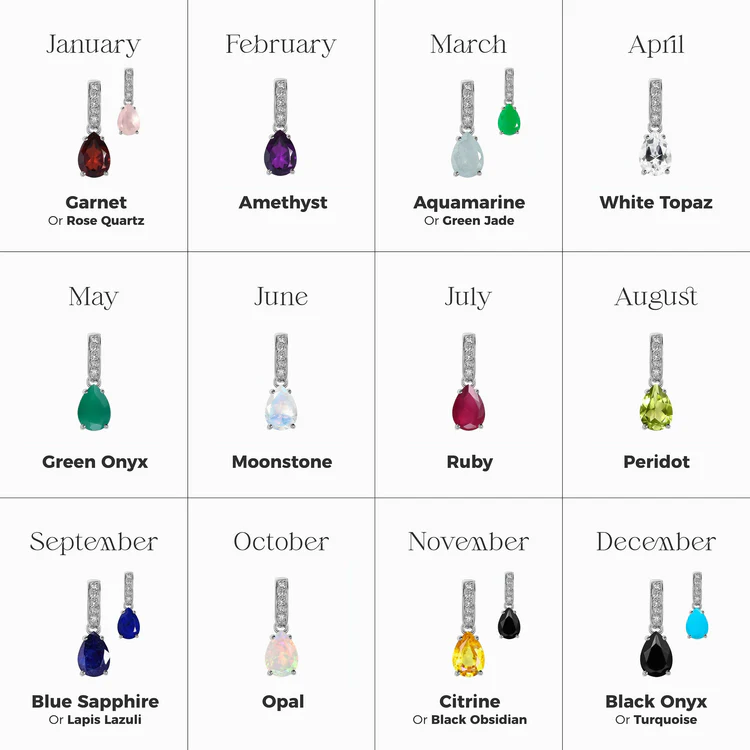 January
February
March
April
Garnet
Or Rose Quartz
Amethyst
Aquamarine
Or Green Jade
White Topaz
May
June
July
August
Green Onyx
Moonstone
Ruby
Peridot
September
October
November
December
Blue Sapphire
Or Lapis Lazuli
Opal
Citrine
Or Black Obsidian
Black Onyx
Or Turquoise